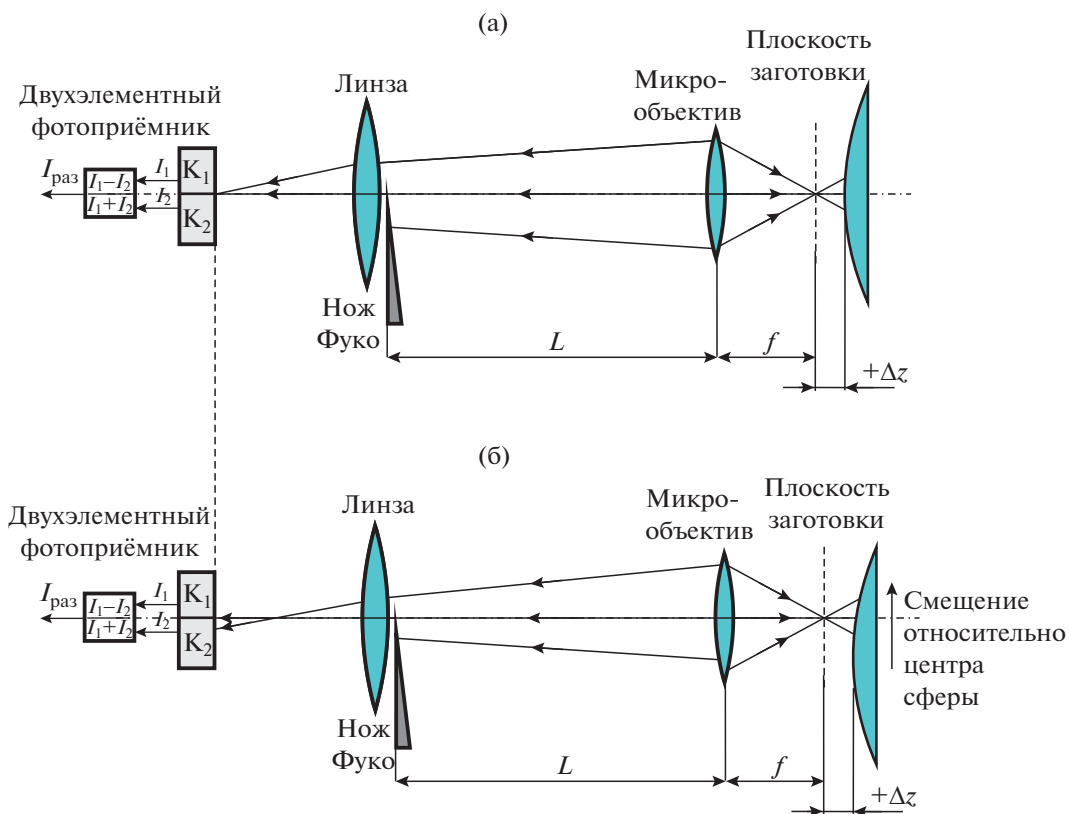 (а)
Плоскость
заготовки
Микро-
объектив
Линза
Двухэлементный
фотоприёмник
Iраз
I1–I2
I1+I2
I1
I2
K1
K2
Нож
Фуко
L
f
+Δz
(б)
Плоскость
заготовки
Микро-
объектив
Линза
Двухэлементный
фотоприёмник
Iраз
I1–I2
I1+I2
I1
I2
K1
K2
Смещение
относительно
центра
сферы
Нож
Фуко
L
f
+Δz